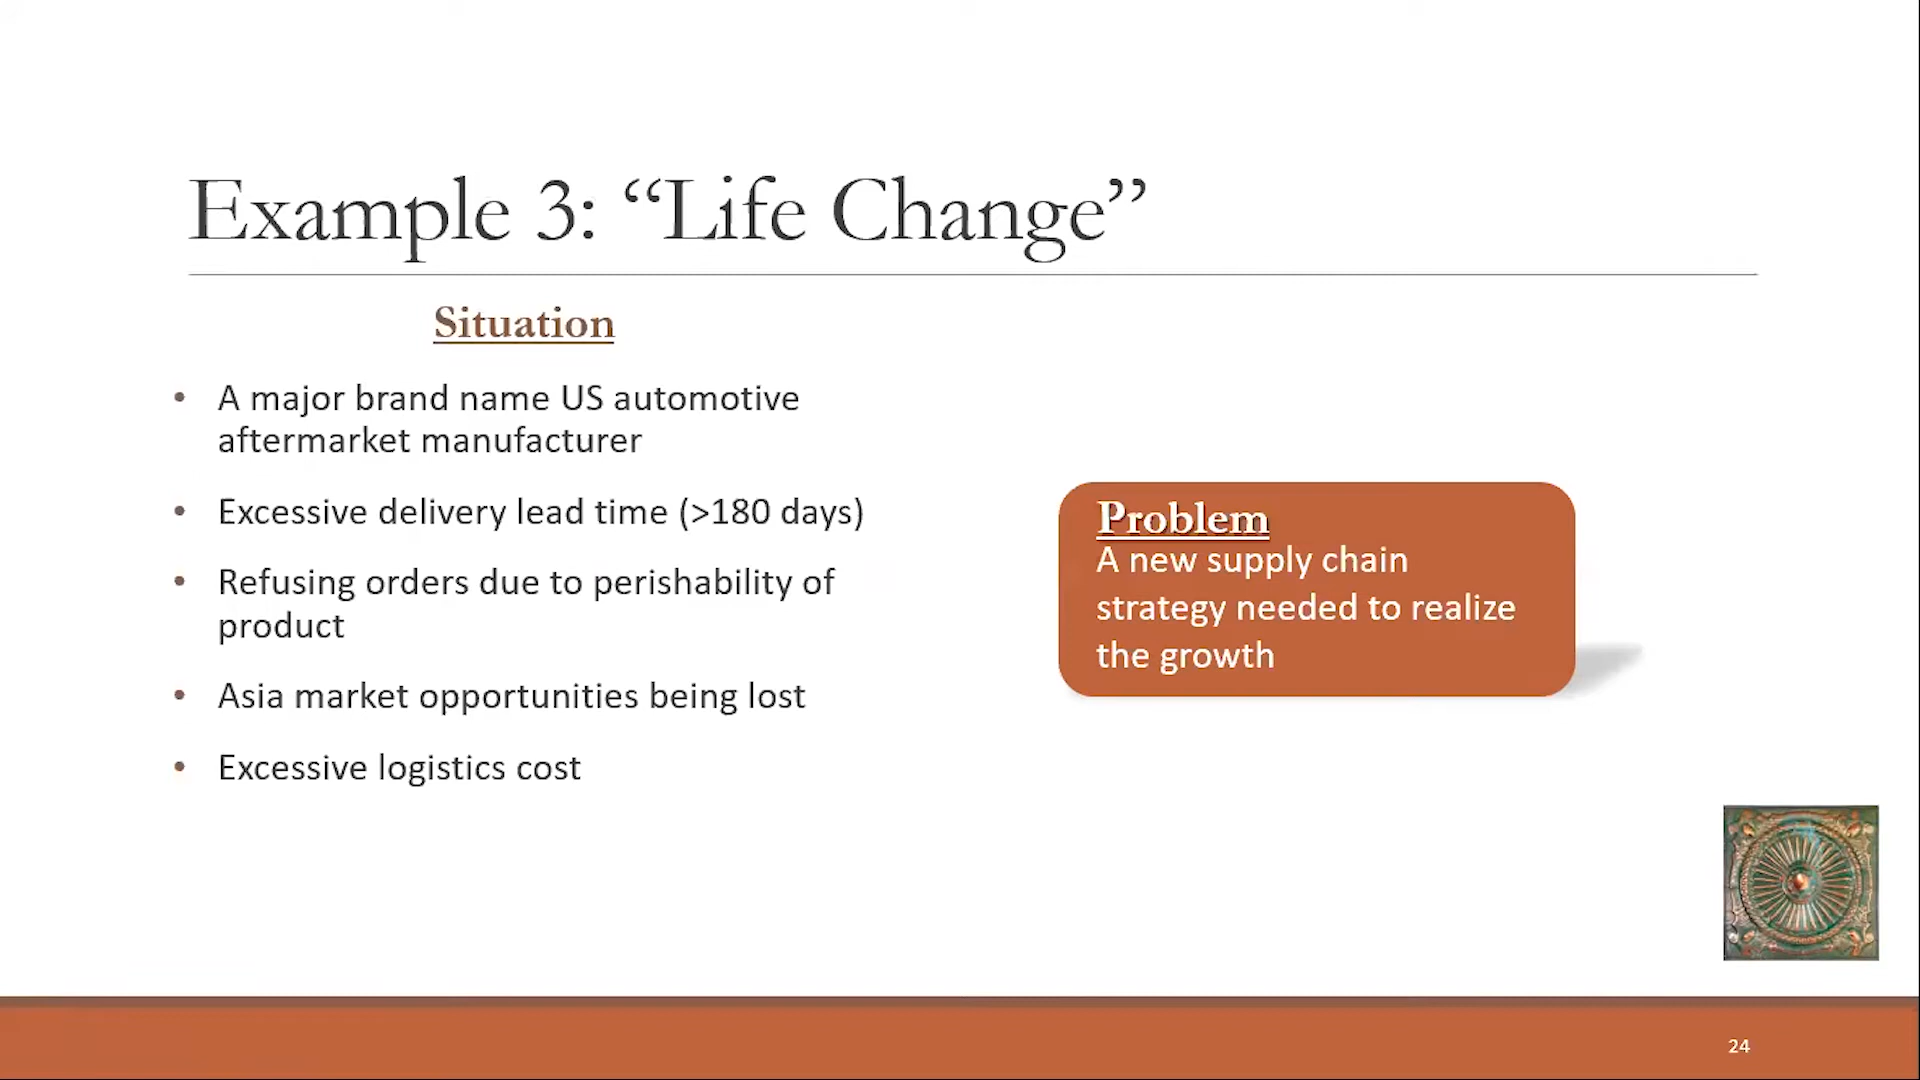 Example 3: “Life Change”
Situation
• A major brand name US automotive
aftermarket manufacturer
• Excessive delivery lead time (>180 days)
• Refusing orders due to perishability of
product
• Asia market opportunities being lost
• Excessive logistics cost
Problem
A new supply chain
strategy needed to realize
the growth
24